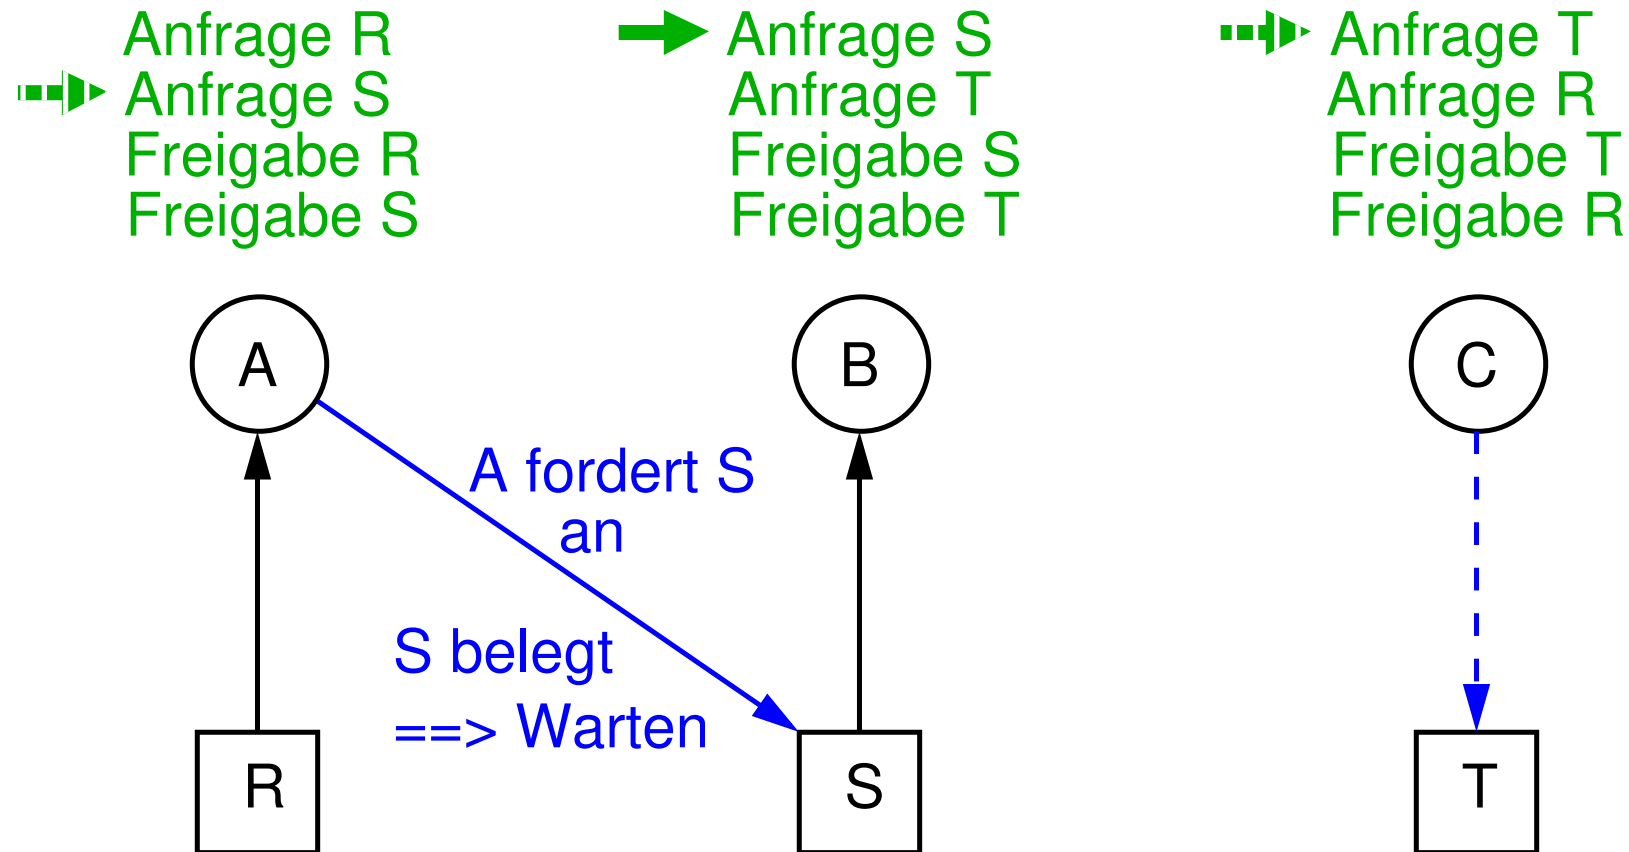 Anfrage R
Anfrage S
Freigabe R
Freigabe S
Anfrage S
Anfrage T
Freigabe S
Freigabe T
Anfrage T
Anfrage R
Freigabe T
Freigabe R
A
B
C
A fordert S
an
S belegt
==> Warten
R
S
T